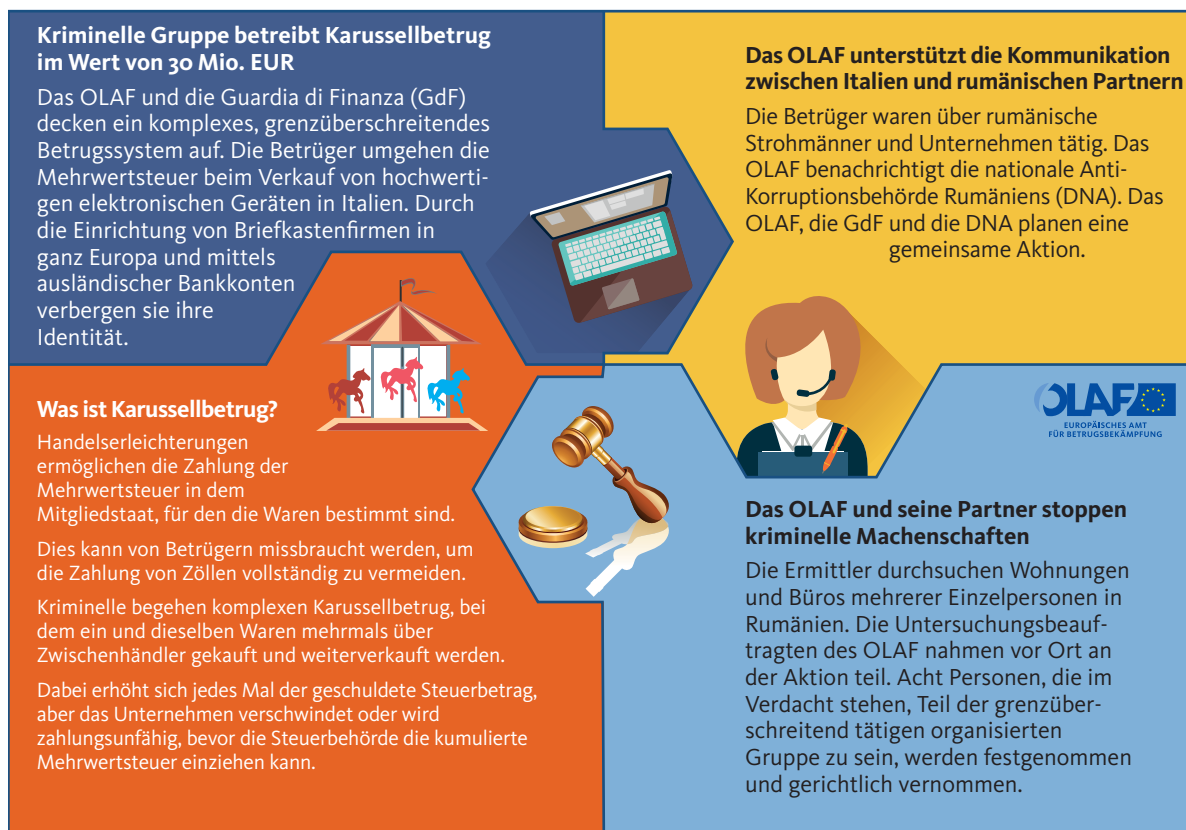 Kriminelle Gruppe betreibt Karussellbetrug
im Wert von 30 Mio. EUR
Das OLAF und die Guardia di Finanza (GdF)
decken ein komplexes, grenzüberschreitendes
Betrugssystem auf. Die Betrüger umgehen die
Mehrwertsteuer beim Verkauf von hochwerti-
gen elektronischen Geräten in Italien. Durch
die Einrichtung von Briefkastenfirmen in
ganz Europa und mittels
ausländischer Bankkonten
verbergen sie ihre
Identität.
Das OLAF unterstützt die Kommunikation
zwischen Italien und rumänischen Partnern
Die Betrüger waren über rumänische
Strohmänner und Unternehmen tätig. Das
OLAF benachrichtigt die nationale Anti-
Korruptionsbehörde Rumäniens (DNA). Das
OLAF, die GdF und die DNA planen eine
gemeinsame Aktion.
Was ist Karussellbetrug?
Handelserleichterungen
ermöglichen die Zahlung der
Mehrwertsteuer in dem
Mitgliedstaat, für den die Waren bestimmt sind.
Dies kann von Betrügern missbraucht werden, um
die Zahlung von Zöllen vollständig zu vermeiden.
Kriminelle begehen komplexen Karussellbetrug, bei
dem ein und dieselben Waren mehrmals über
Zwischenhändler gekauft und weiterverkauft werden.
Dabei erhöht sich jedes Mal der geschuldete Steuerbetrag,
aber das Unternehmen verschwindet oder wird
zahlungsunfähig, bevor die Steuerbehörde die kumulierte
Mehrwertsteuer einziehen kann.
OLAF
EUROPÄISCHES AMT
FÜR BETRUGSBEKÄMPFUNG
Das OLAF und seine Partner stoppen
kriminelle Machenschaften
Die Ermittler durchsuchen Wohnungen
und Büros mehrerer Einzelpersonen in
Rumänien. Die Untersuchungsbeauf-
tragten des OLAF nahmen vor Ort an
der Aktion teil. Acht Personen, die im
Verdacht stehen, Teil der grenzüber-
schreitend tätigen organisierten
Gruppe zu sein, werden festgenommen
und gerichtlich vernommen.